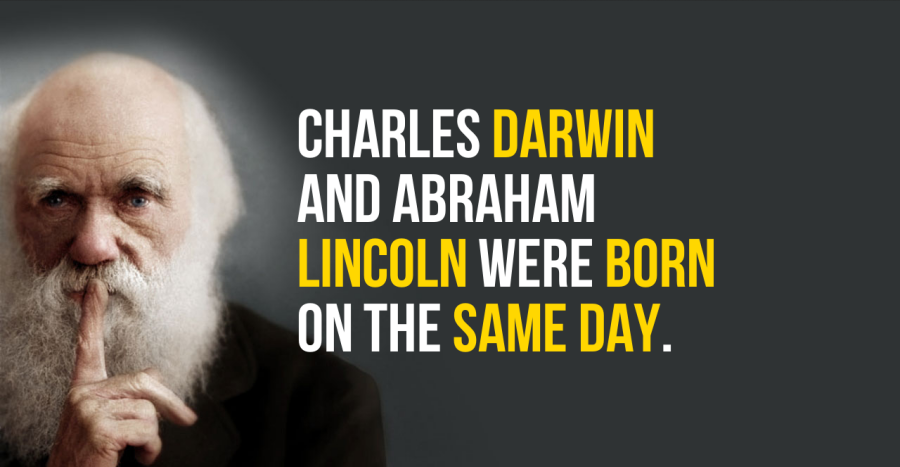 CHARLES DARWIN
AND ABRAHAM
LINCOLN WERE BORN
ON THE SAME DAY.